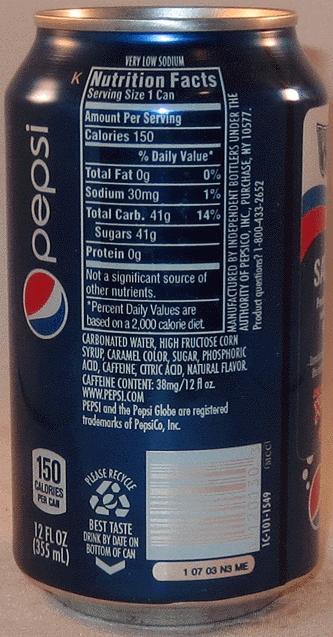 VERY LOW SODIUM
K
Nutrition Facts
Serving Size 1 Can
Amount Per Serving
Calories 150
% Daily Value*
Total Fat 0g 0%
Sodium 30mg 1%
Total Carb. 41g 14%
Sugars 41g
Protein 0g
Not a significant source of
other nutrients.
*Percent Daily Values are
based on a 2,000 calorie diet.
MANUFACTURED BY INDEPENDENT BOTTLERS UNDER THE
AUTHORITY OF PEPSICO, INC., PURCHASE, NY 10577.
Product questions? 1-800-433-2652
CARBONATED WATER, HIGH FRUCTOSE CORN
SYRUP, CARAMEL COLOR, SUGAR, PHOSPHORIC
ACID, CAFFEINE, CITRIC ACID, NATURAL FLAVOR
CAFFEINE CONTENT: 38mg/12 fl oz.
WWW.PEPSI.COM
PEPSI and the Pepsi Globe are registered
trademarks of PepsiCo, Inc.
pepsi
150
CALORIES
PER CAN
12 FL OZ
(355 mL)
PLEASE RECYCLE
BEST TASTE
DRINK BY DATE ON
BOTTOM OF CAN
1C-101-1549
(MCC)
1 07 03 N3 ME